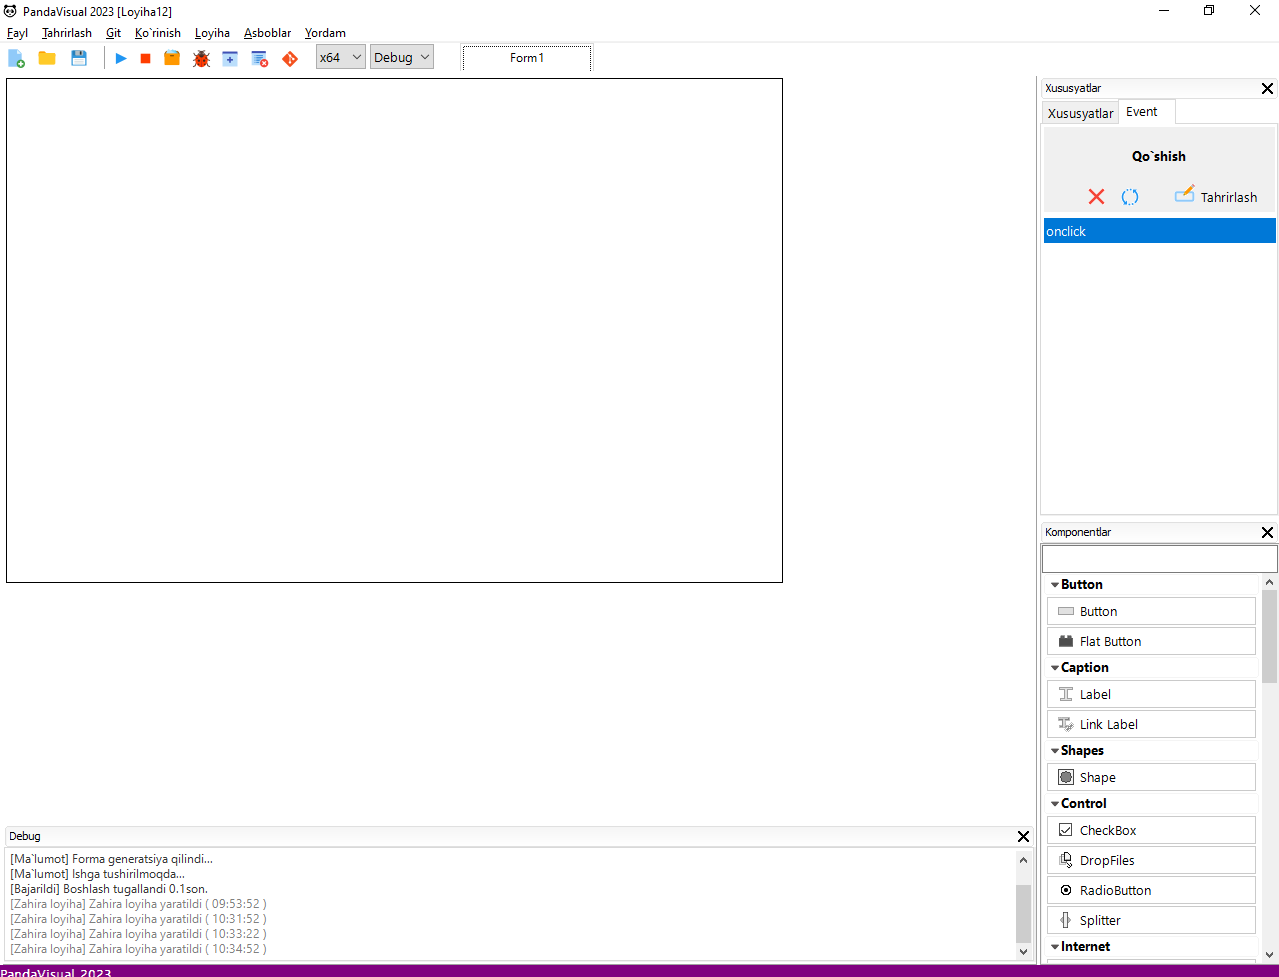 PandaVisual 2023 [Loyiha12]
Fayl Tahrirlash Git Ko`rinish Loyiha Asboblar Yordam
x64 Debug Form1
Xususyatlar
Xususyatlar Event
Qo`shish
Tahrirlash
onclick
Komponentlar
Button
Button
Flat Button
Caption
Label
Link Label
Shapes
Shape
Control
CheckBox
DropFiles
RadioButton
Splitter
Internet
Debug
[Ma`lumot] Forma generatsiya qilindi...
[Ma`lumot] Ishga tushirilmoqda...
[Bajarildi] Boshlash tugallandi 0.1son.
[Zahira loyiha] Zahira loyiha yaratildi ( 09:53:52 )
[Zahira loyiha] Zahira loyiha yaratildi ( 10:31:52 )
[Zahira loyiha] Zahira loyiha yaratildi ( 10:33:22 )
[Zahira loyiha] Zahira loyiha yaratildi ( 10:34:52 )
PandaVisual 2023